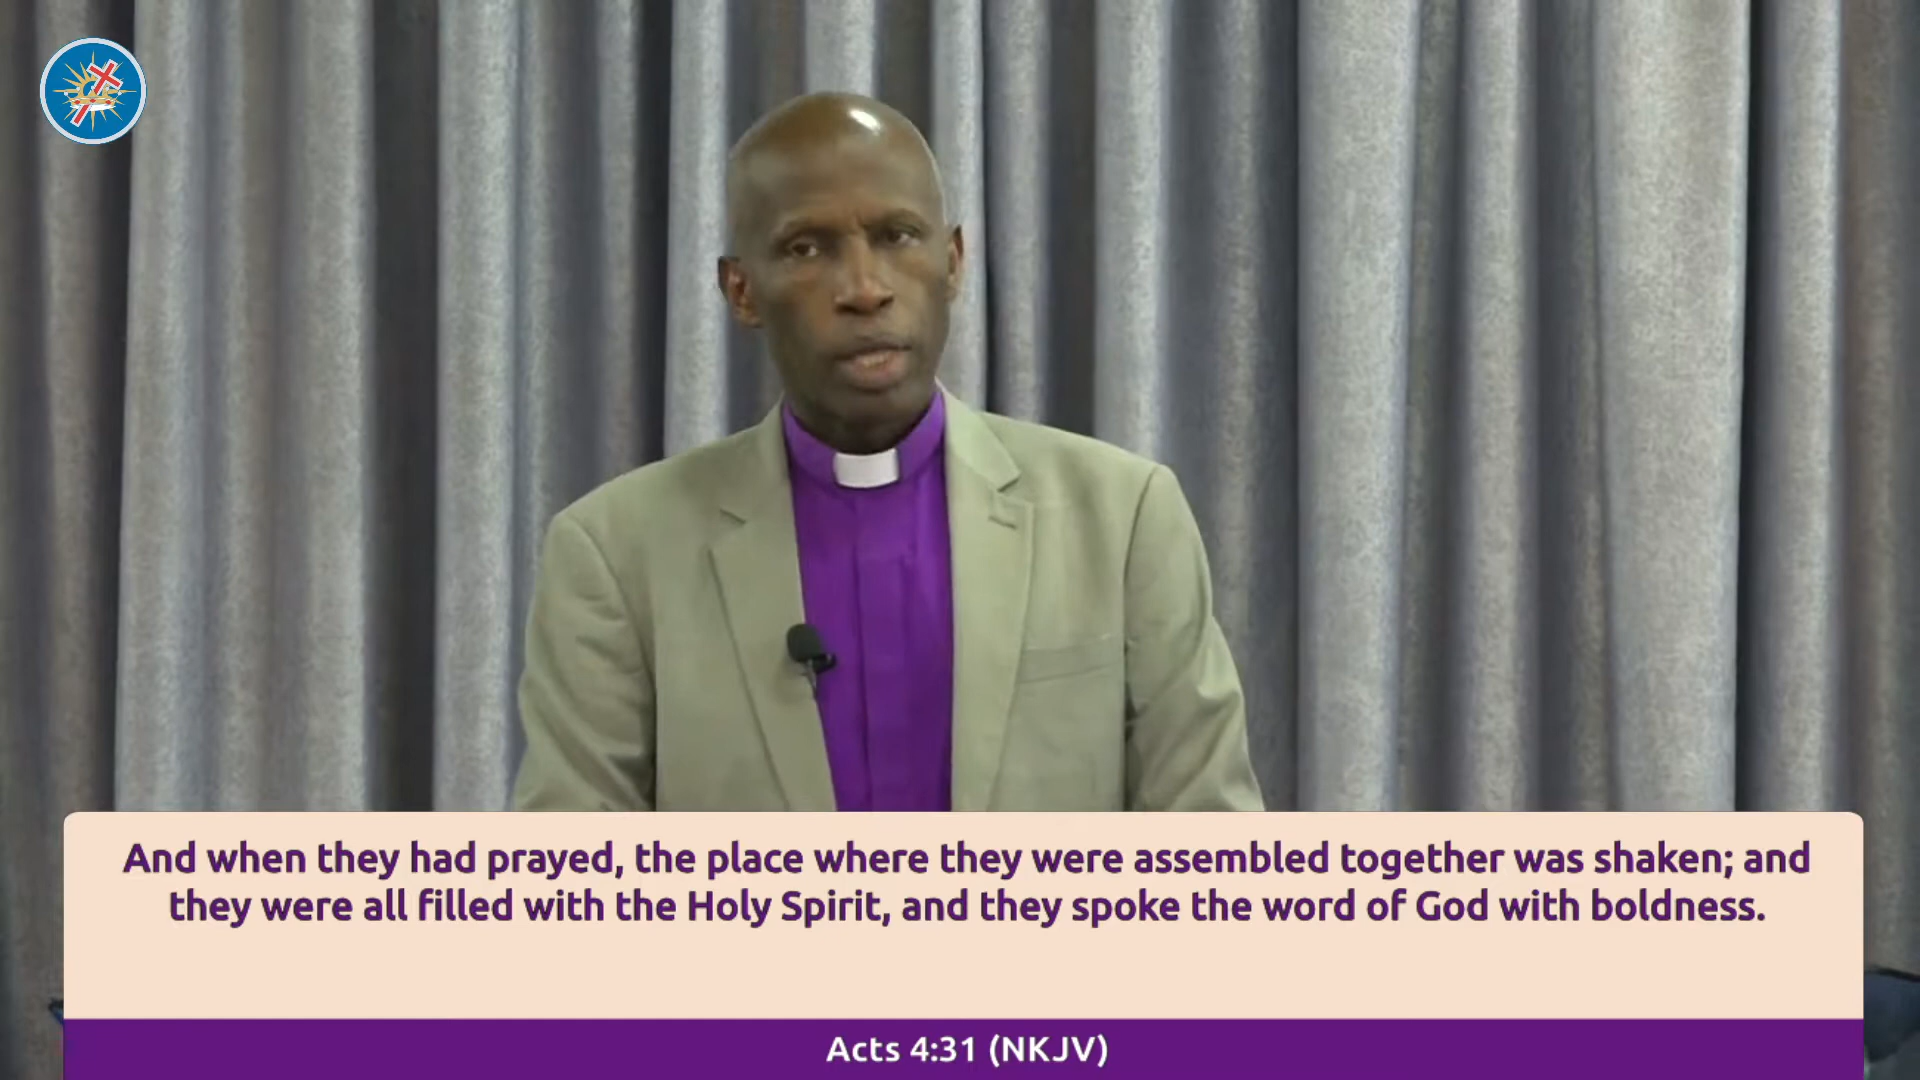 And when they had prayed, the place where they were assembled together was shaken; and
they were all filled with the Holy Spirit, and they spoke the word of God with boldness.
Acts 4:31 (NKJV)